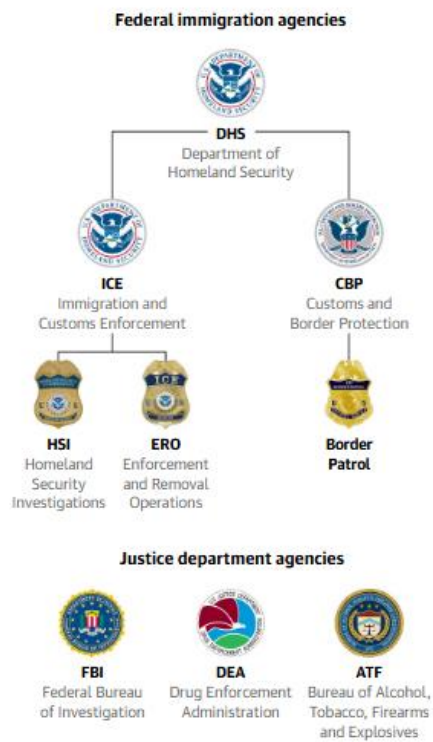 Federal immigration agencies
DHS
Department of
Homeland Security
ICE
Immigration and
Customs Enforcement
CBP
Customs and
Border Protection
ICE
HSI
Homeland
Security
Investigations
ERO
Enforcement
and Removal
Operations
Border
Patrol
Justice department agencies
FBI
Federal Bureau
of Investigation
DEA
Drug Enforcement
Administration
ATF
Bureau of Alcohol,
Tobacco, Firearms
and Explosives